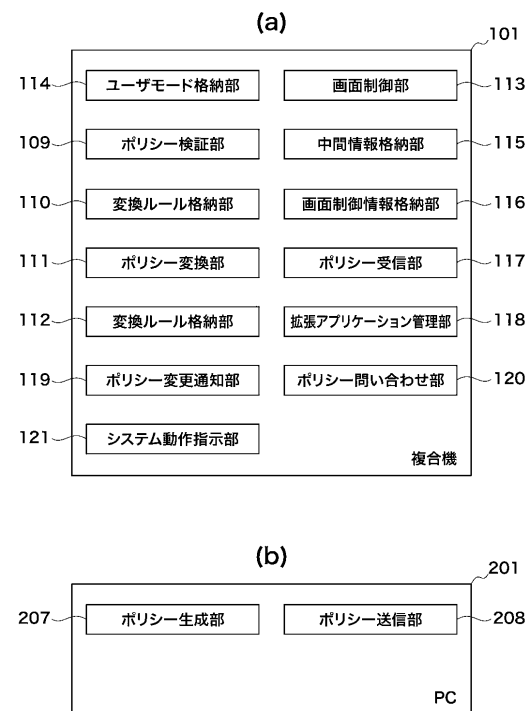 (a)
101
114 ユーザモード格納部 画面制御部 113
109 ポリシー検証部 中間情報格納部 115
110 変換ルール格納部 画面制御情報格納部 116
111 ポリシー変換部 ポリシー受信部 117
112 変換ルール格納部 拡張アプリケーション管理部 118
119 ポリシー変更通知部 ポリシー問い合わせ部 120
121 システム動作指示部
複合機
(b)
201
207 ポリシー生成部 ポリシー送信部 208
PC